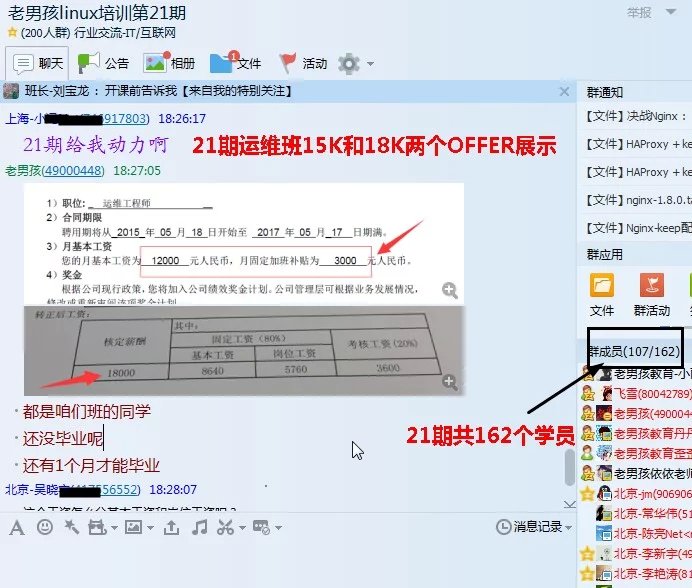 老男孩linux培训第21期
(200人群) 行业交流-IT/互联网
举报
聊天
公告
相册
1
文件
活动
班长-刘宝龙：开课前告诉我【来自我的特别关注】
上海-小
917803) 18:26:17
21期给我动力啊
21期运维班15K和18K两个OFFER展示
老男孩(49000448) 18:27:05
1）职位: 运维工程师
2）合同期限
聘用期将从 2015 年 05 月 18 日开始至 2017 年 05 月 17 日期满。
3）月基本工资
您的月基本工资为 12000 元人民币，月固定加班补贴为 3000 元人民币。
4）奖金
根据公司现行政策，您将加入公司绩效奖金计划。公司管理层可根据业务发展情况，
修改或重新审阅该项奖金计划
转正后工资：
核定薪酬
其中：
固定工资（80%）
考核工资（20%）
基本工资
岗位工资
18000
8640
5760
3600
都是咱们班的同学
还没毕业呢
还有1个月才能毕业
北京-吴晓
556552) 18:28:07
消息记录
群通知
【文件】决战Nginx：
【文件】HAProxy + ke
【文件】HAProxy + ke
【文件】nginx-1.8.0.ta
【文件】Nginx-keep配
群应用
文件
群活动
群成员(107/162)
21期共162个学员
老男孩教育-小
飞雪(80042789)
老男孩(490004
老男孩教育丹丹
老男孩教育歪歪
老男孩依依老师
北京-jm(906906
北京-常华伟(51
北京-陈亮Net<
北京-李新宇(49
北京-李艳涛(81